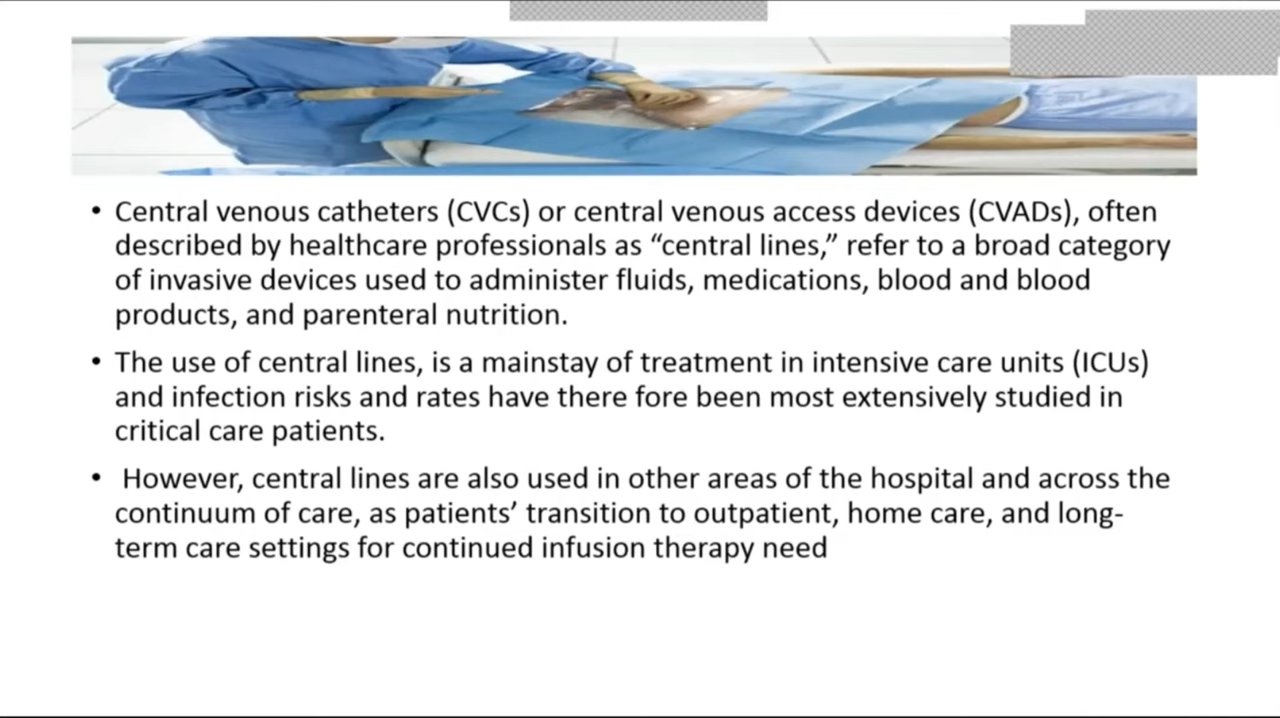 • Central venous catheters (CVCs) or central venous access devices (CVADs), often
described by healthcare professionals as “central lines,” refer to a broad category
of invasive devices used to administer fluids, medications, blood and blood
products, and parenteral nutrition.
• The use of central lines, is a mainstay of treatment in intensive care units (ICUs)
and infection risks and rates have there fore been most extensively studied in
critical care patients.
• However, central lines are also used in other areas of the hospital and across the
continuum of care, as patients’ transition to outpatient, home care, and long-
term care settings for continued infusion therapy need